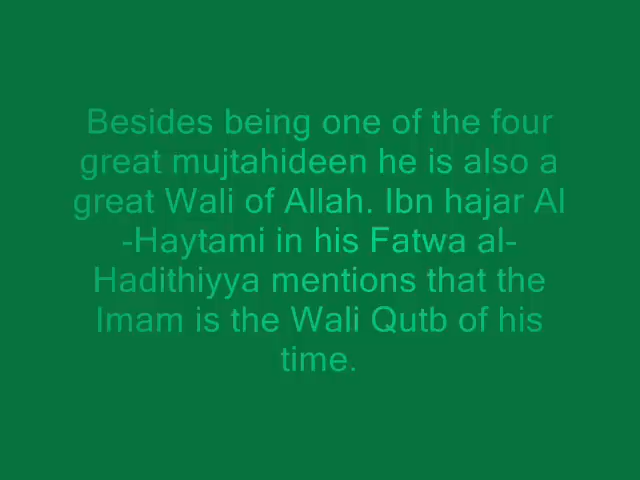 Besides being one of the four
great mujtahideen he is also a
great Wali of Allah. Ibn hajar Al
-Haytami in his Fatwa al-
Hadithiyya mentions that the
Imam is the Wali Qutb of his
time.